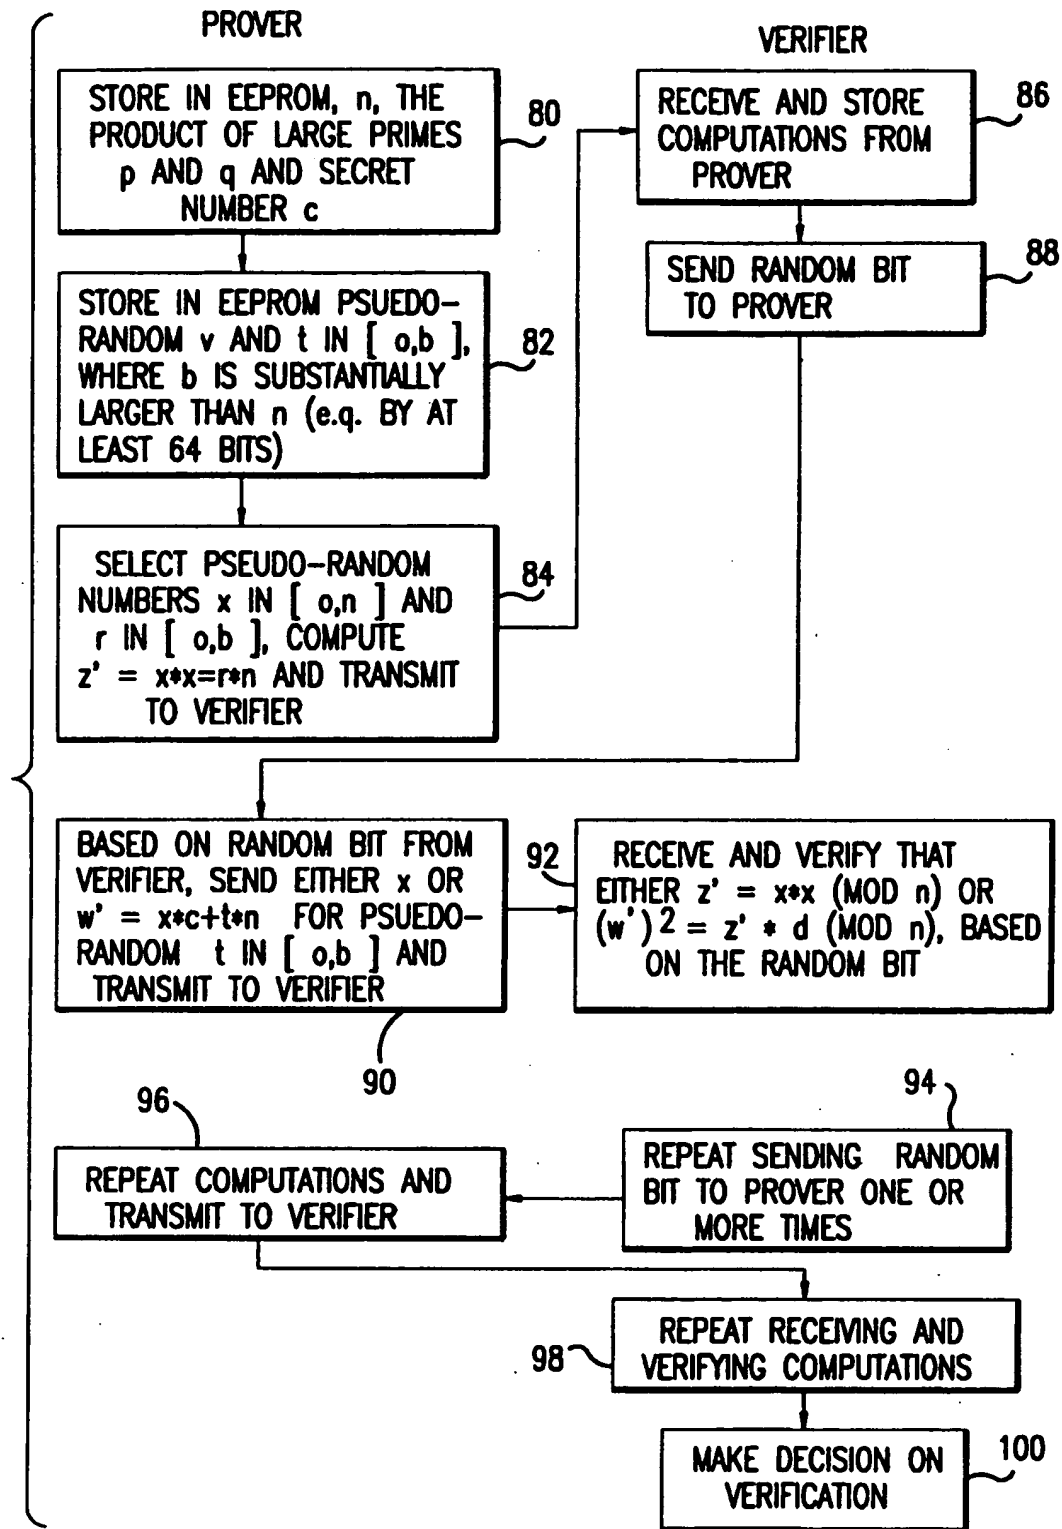 PROVER
STORE IN EEPROM, n, THE
PRODUCT OF LARGE PRIMES
p AND q AND SECRET
NUMBER c
80
STORE IN EEPROM PSUEDO-
RANDOM v AND t IN [ o,b ],
WHERE b IS SUBSTANTIALLY
LARGER THAN n (e.q. BY AT
LEAST 64 BITS)
82
SELECT PSEUDO-RANDOM
NUMBERS x IN [ o,n ] AND
r IN [ o,b ], COMPUTE
z' = x*x=r*n AND TRANSMIT
TO VERIFIER
84
VERIFIER
RECEIVE AND STORE
COMPUTATIONS FROM
PROVER
86
SEND RANDOM BIT
TO PROVER
88
BASED ON RANDOM BIT FROM
VERIFIER, SEND EITHER x OR
w' = x*c+t*n FOR PSUEDO-
RANDOM t IN [ o,b ] AND
TRANSMIT TO VERIFIER
90
92
RECEIVE AND VERIFY THAT
EITHER z' = x*x (MOD n) OR
(w')2 = z' * d (MOD n), BASED
ON THE RANDOM BIT
94
REPEAT SENDING RANDOM
BIT TO PROVER ONE OR
MORE TIMES
96
REPEAT COMPUTATIONS AND
TRANSMIT TO VERIFIER
98
REPEAT RECEIVING AND
VERIFYING COMPUTATIONS
MAKE DECISION ON
VERIFICATION
100